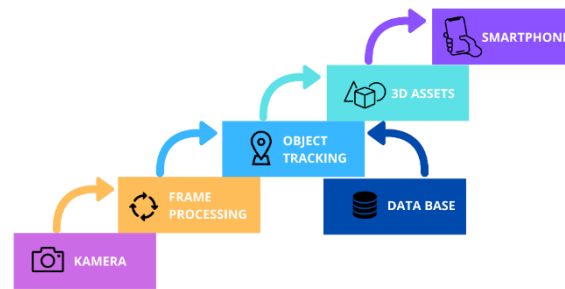 SMARTPHONE
3D ASSETS
OBJECT
TRACKING
FRAME
PROCESSING
DATA BASE
KAMERA